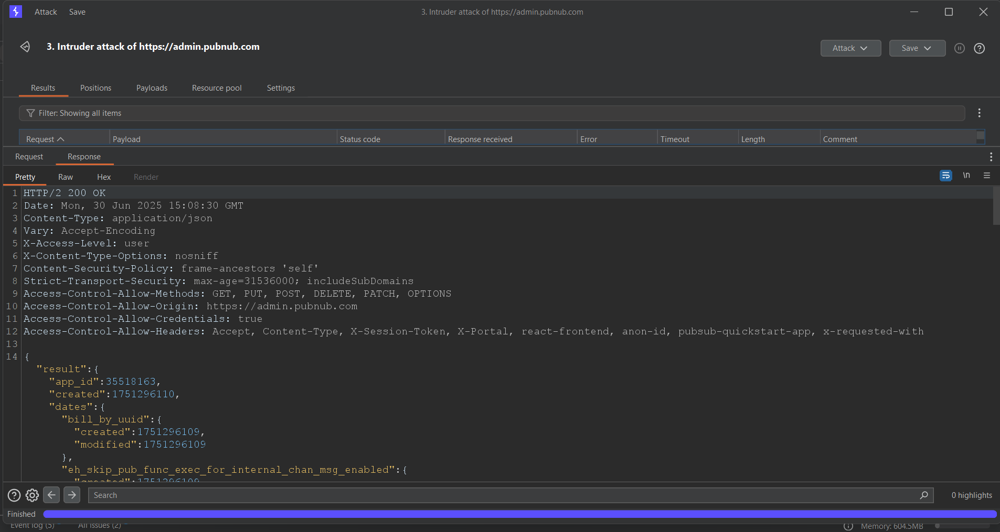 Attack Save 3. Intruder attack of https://admin.pubnub.com
3. Intruder attack of https://admin.pubnub.com Attack Save
Results Positions Payloads Resource pool Settings
Filter: Showing all items
Request Payload Status code Response received Error Timeout Length Comment
Request Response
Pretty Raw Hex Render \n
1 HTTP/2 200 OK
2 Date: Mon, 30 Jun 2025 15:08:30 GMT
3 Content-Type: application/json
4 Vary: Accept-Encoding
5 X-Access-Level: user
6 X-Content-Type-Options: nosniff
7 Content-Security-Policy: frame-ancestors 'self'
8 Strict-Transport-Security: max-age=31536000; includeSubDomains
9 Access-Control-Allow-Methods: GET, PUT, POST, DELETE, PATCH, OPTIONS
10 Access-Control-Allow-Origin: https://admin.pubnub.com
11 Access-Control-Allow-Credentials: true
12 Access-Control-Allow-Headers: Accept, Content-Type, X-Session-Token, X-Portal, react-frontend, anon-id, pubsub-quickstart-app, x-requested-with
13
14 {
"result":{
"app_id":35518163,
"created":1751296110,
"dates":{
"bill_by_uuid":{
"created":1751296109,
"modified":1751296109
},
"eh_skip_pub_func_exec_for_internal_chan_msg_enabled":{
"created":1751296109
Search 0 highlights
Finished
Event log (5) All issues (2) Memory: 604.5MB